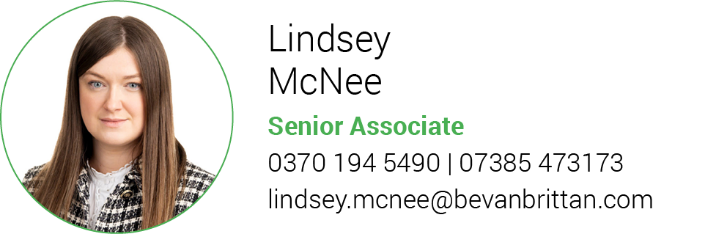 Lindsey
McNee
Senior Associate
0370 194 5490 | 07385 473173
lindsey.mcnee@bevanbrittan.com